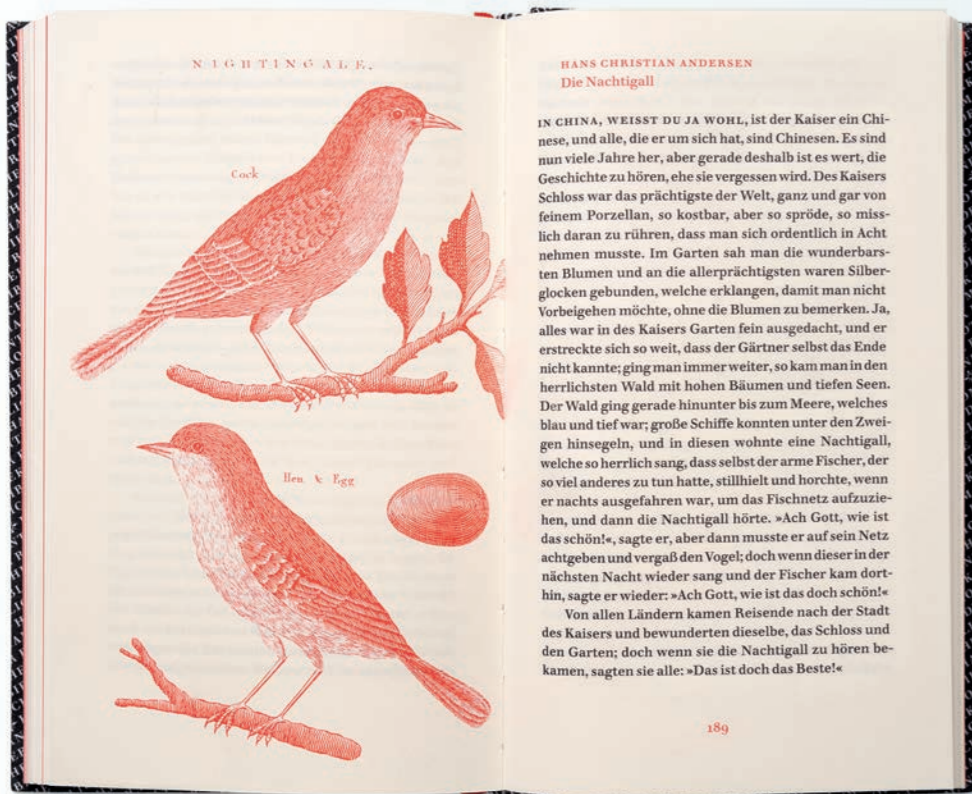 NIGHTINGALE.
Cock
Hen & Egg
HANS CHRISTIAN ANDERSEN
Die Nachtigall
IN CHINA, WEISST DU JA WOHL, ist der Kaiser ein Chi-
nese, und alle, die er um sich hat, sind Chinesen. Es sind
nun viele Jahre her, aber gerade deshalb ist es wert, die
Geschichte zu hören, ehe sie vergessen wird. Des Kaisers
Schloss war das prächtigste der Welt, ganz und gar von
feinem Porzellan, so kostbar, aber so spröde, so miss-
lich daran zu rühren, dass man sich ordentlich in Acht
nehmen musste. Im Garten sah man die wunderbars-
ten Blumen und an die allerprächtigsten waren Silber-
glocken gebunden, welche erklangen, damit man nicht
Vorbeigehen möchte, ohne die Blumen zu bemerken. Ja,
alles war in des Kaisers Garten fein ausgedacht, und er
erstreckte sich so weit, dass der Gärtner selbst das Ende
nicht kannte; ging man immer weiter, so kam man in den
herrlichsten Wald mit hohen Bäumen und tiefen Seen.
Der Wald ging gerade hinunter bis zum Meere, welches
blau und tief war; große Schiffe konnten unter den Zwei-
gen hinsegeln, und in diesen wohnte eine Nachtigall,
welche so herrlich sang, dass selbst der arme Fischer, der
so viel anderes zu tun hatte, stillhielt und horchte, wenn
er nachts ausgefahren war, um das Fischnetz aufzuzie-
hen, und dann die Nachtigall hörte. »Ach Gott, wie ist
das schön!«, sagte er, aber dann musste er auf sein Netz
achtgeben und vergaß den Vogel; doch wenn dieser in der
nächsten Nacht wieder sang und der Fischer kam dort-
hin, sagte er wieder: »Ach Gott, wie ist das doch schön!«
Von allen Ländern kamen Reisende nach der Stadt
des Kaisers und bewunderten dieselbe, das Schloss und
den Garten; doch wenn sie die Nachtigall zu hören be-
kamen, sagten sie alle: »Das ist doch das Beste!«
189